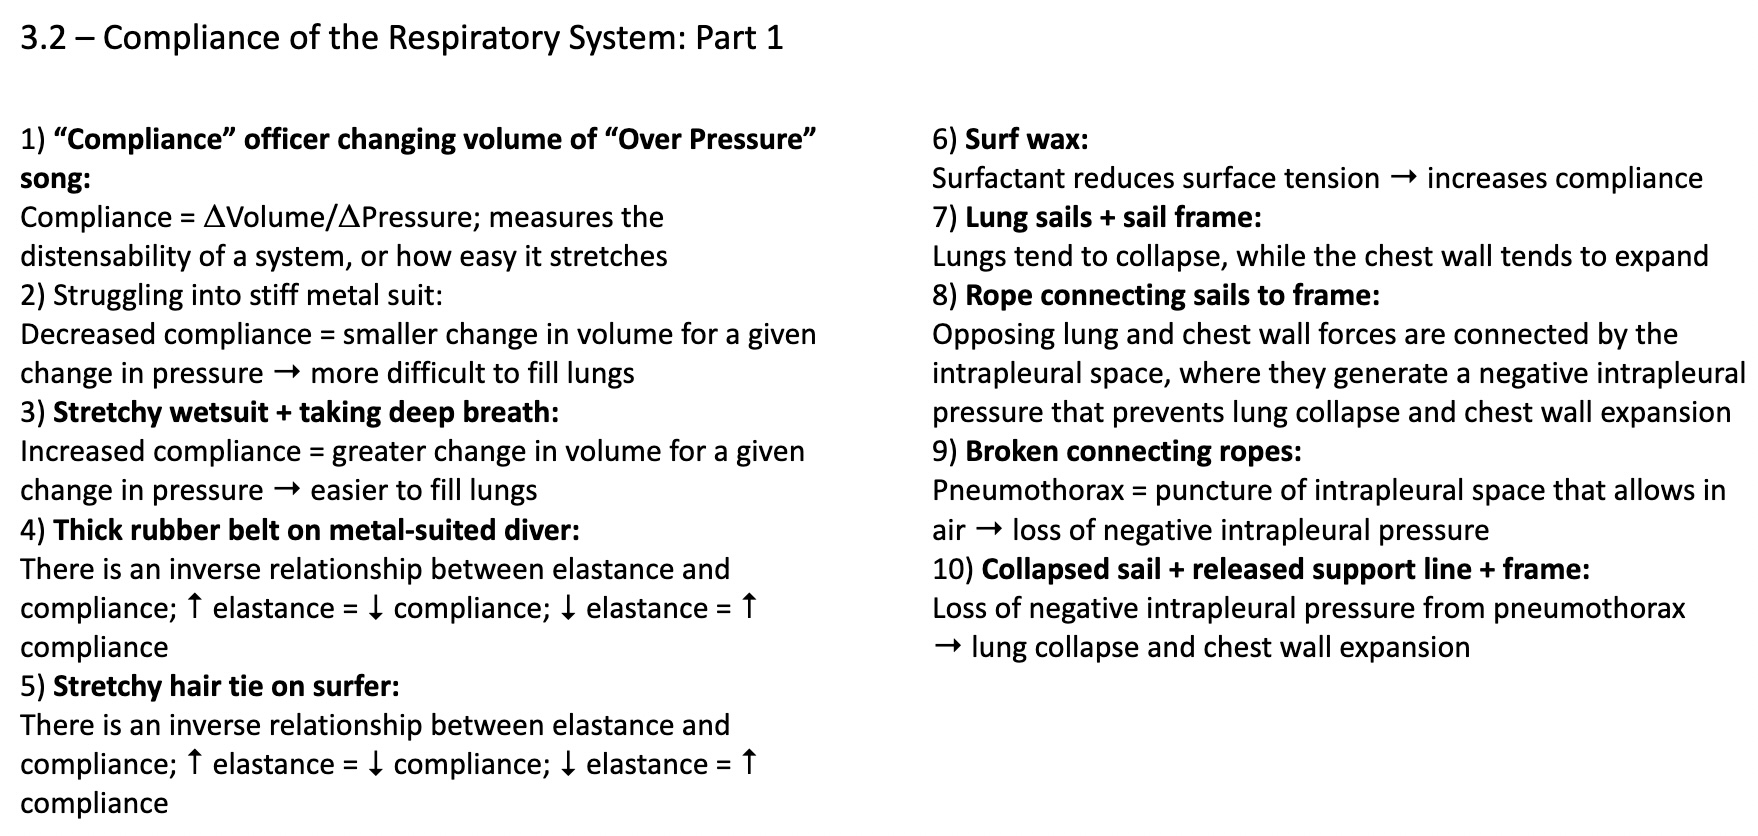 3.2 – Compliance of the Respiratory System: Part 1
1) “Compliance” officer changing volume of “Over Pressure”
song:
Compliance = ΔVolume/ΔPressure; measures the
distensability of a system, or how easy it stretches
2) Struggling into stiff metal suit:
Decreased compliance = smaller change in volume for a given
change in pressure → more difficult to fill lungs
3) Stretchy wetsuit + taking deep breath:
Increased compliance = greater change in volume for a given
change in pressure → easier to fill lungs
4) Thick rubber belt on metal-suited diver:
There is an inverse relationship between elastance and
compliance; ↑ elastance = ↓ compliance; ↓ elastance = ↑
compliance
5) Stretchy hair tie on surfer:
There is an inverse relationship between elastance and
compliance; ↑ elastance = ↓ compliance; ↓ elastance = ↑
compliance
6) Surf wax:
Surfactant reduces surface tension → increases compliance
7) Lung sails + sail frame:
Lungs tend to collapse, while the chest wall tends to expand
8) Rope connecting sails to frame:
Opposing lung and chest wall forces are connected by the
intrapleural space, where they generate a negative intrapleural
pressure that prevents lung collapse and chest wall expansion
9) Broken connecting ropes:
Pneumothorax = puncture of intrapleural space that allows in
air → loss of negative intrapleural pressure
10) Collapsed sail + released support line + frame:
Loss of negative intrapleural pressure from pneumothorax
→ lung collapse and chest wall expansion